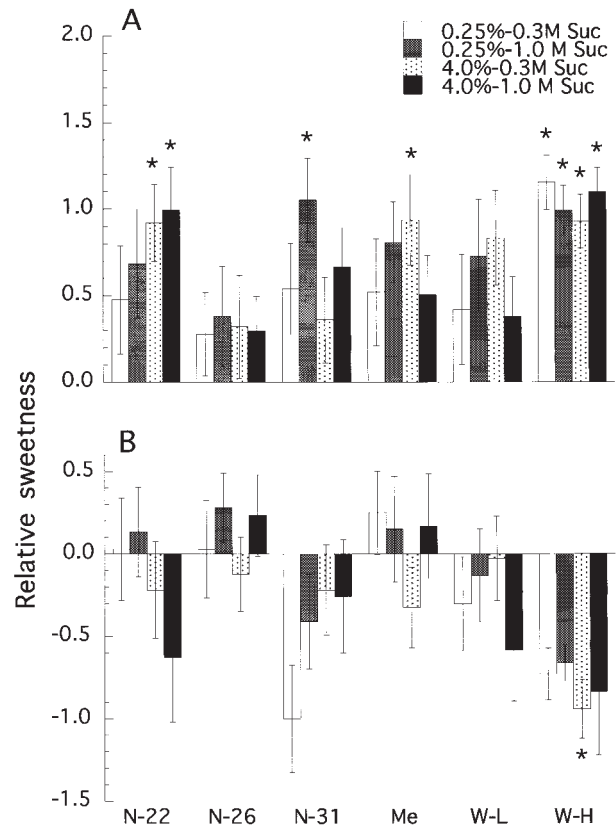 A
0.25%-0.3M Suc
0.25%-1.0 M Suc
4.0%-0.3M Suc
4.0%-1.0 M Suc
2.0
1.5
1.0
0.5
0.0
* * * * * * * *
B
0.5
0.0
-0.5
-1.0
-1.5
*
Relative sweetness
N-22 N-26 N-31 Me W-L W-H